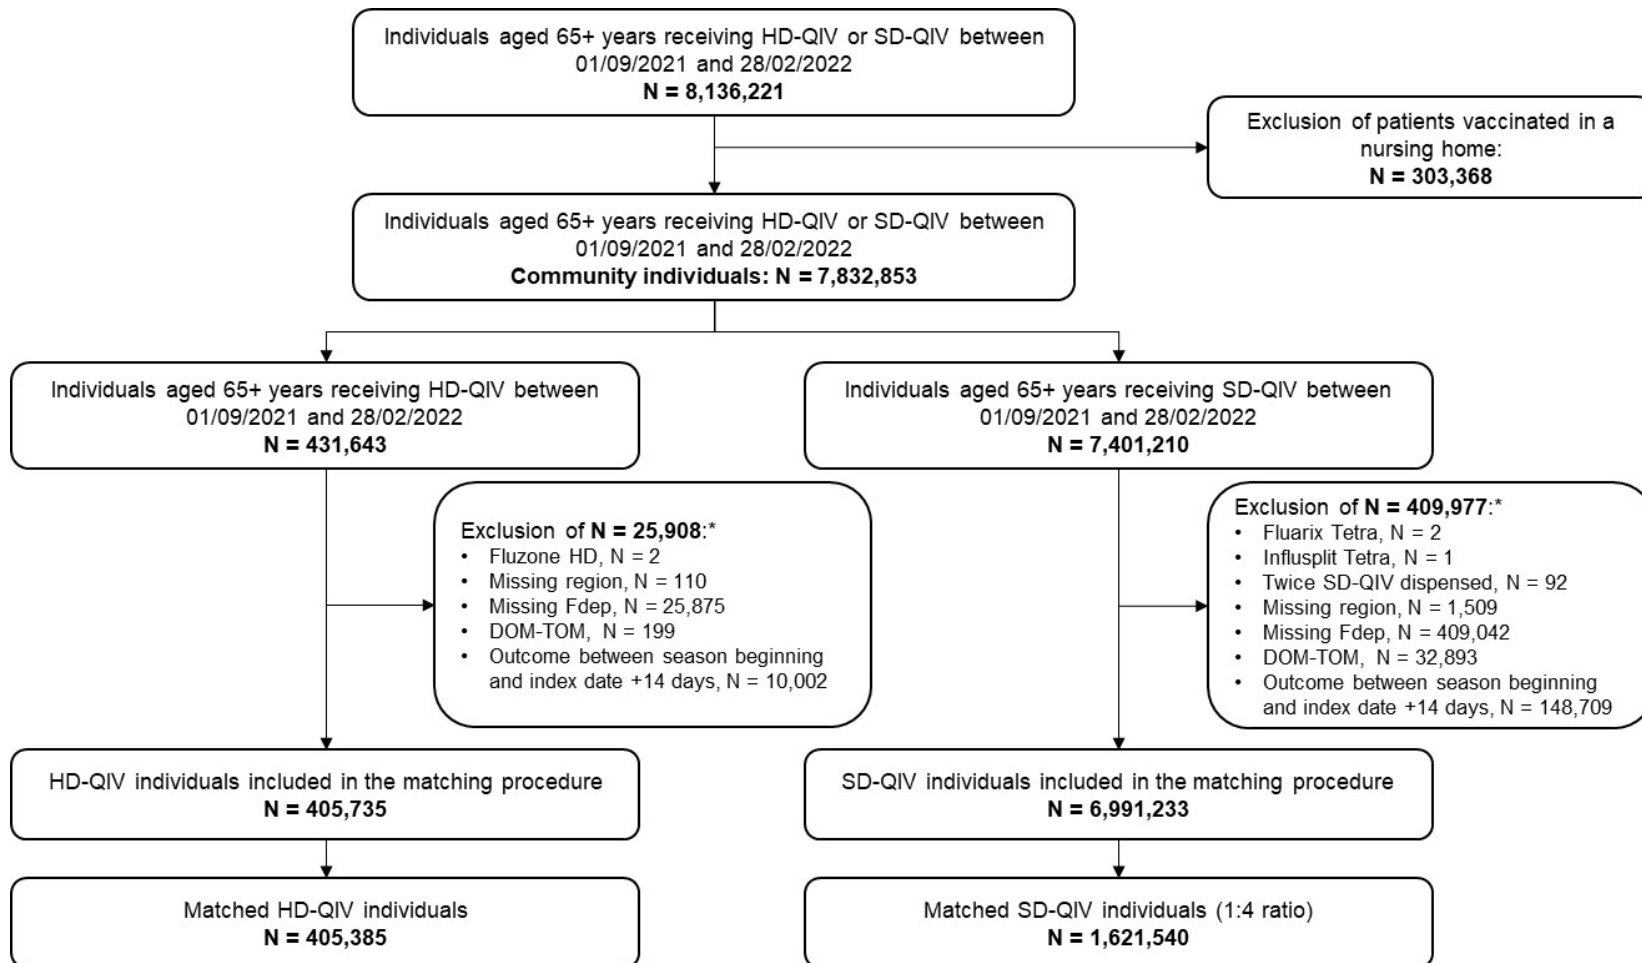 Individuals aged 65+ years receiving HD-QIV or SD-QIV between
01/09/2021 and 28/02/2022
N = 8,136,221
Exclusion of patients vaccinated in a
nursing home:
N = 303,368
Individuals aged 65+ years receiving HD-QIV or SD-QIV between
01/09/2021 and 28/02/2022
Community individuals: N = 7,832,853
Individuals aged 65+ years receiving HD-QIV between
01/09/2021 and 28/02/2022
N = 431,643
Individuals aged 65+ years receiving SD-QIV between
01/09/2021 and 28/02/2022
N = 7,401,210
Exclusion of N = 25,908:*
• Fluzone HD, N = 2
• Missing region, N = 110
• Missing Fdep, N = 25,875
• DOM-TOM, N = 199
• Outcome between season beginning
and index date +14 days, N = 10,002
Exclusion of N = 409,977:*
• Fluarix Tetra, N = 2
• Influsplit Tetra, N = 1
• Twice SD-QIV dispensed, N = 92
• Missing region, N = 1,509
• Missing Fdep, N = 409,042
• DOM-TOM, N = 32,893
• Outcome between season beginning
and index date +14 days, N = 148,709
HD-QIV individuals included in the matching procedure
N = 405,735
SD-QIV individuals included in the matching procedure
N = 6,991,233
Matched HD-QIV individuals
N = 405,385
Matched SD-QIV individuals (1:4 ratio)
N = 1,621,540